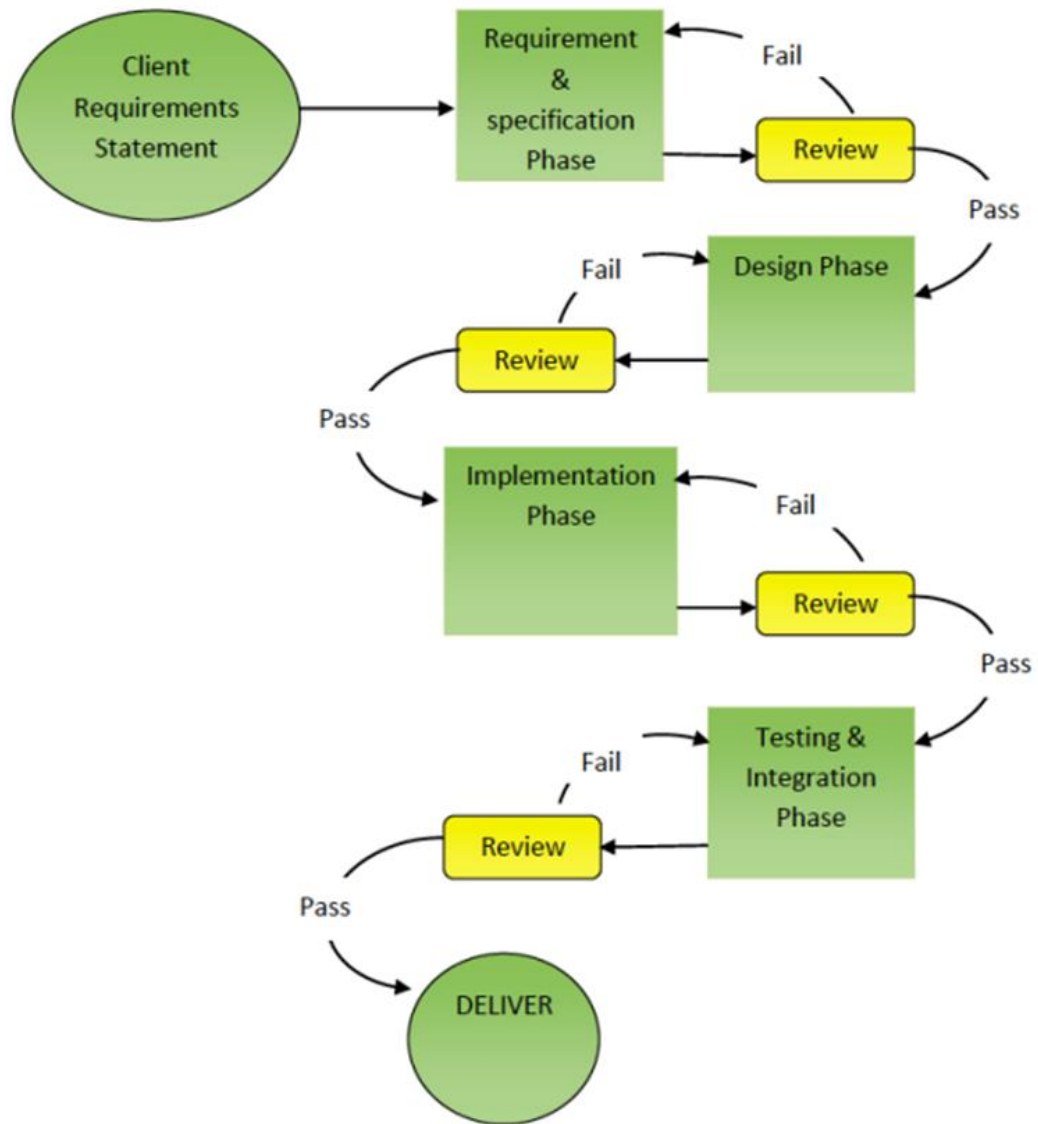 Client
Requirements
Statement
Requirement
&
specification
Phase
Fail
Review
Pass
Design Phase
Fail
Review
Pass
Implementation
Phase
Fail
Review
Pass
Testing &
Integration
Phase
Fail
Review
Pass
DELIVER